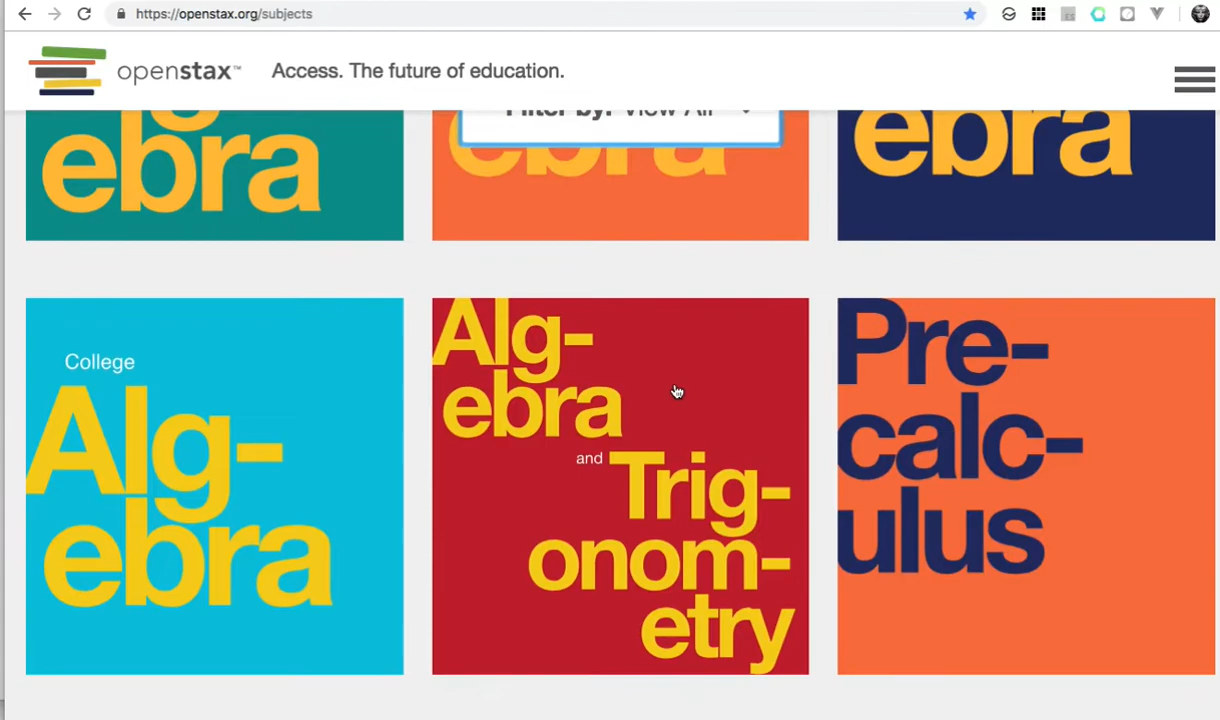 https://openstax.org/subjects
openstax™
Access. The future of education.
Filter by: View All
g
ebra
ebra
ebra
College
Alg-
ebra
Alg-
ebra
and
Trig-
onom-
etry
Pre-
calc-
ulus